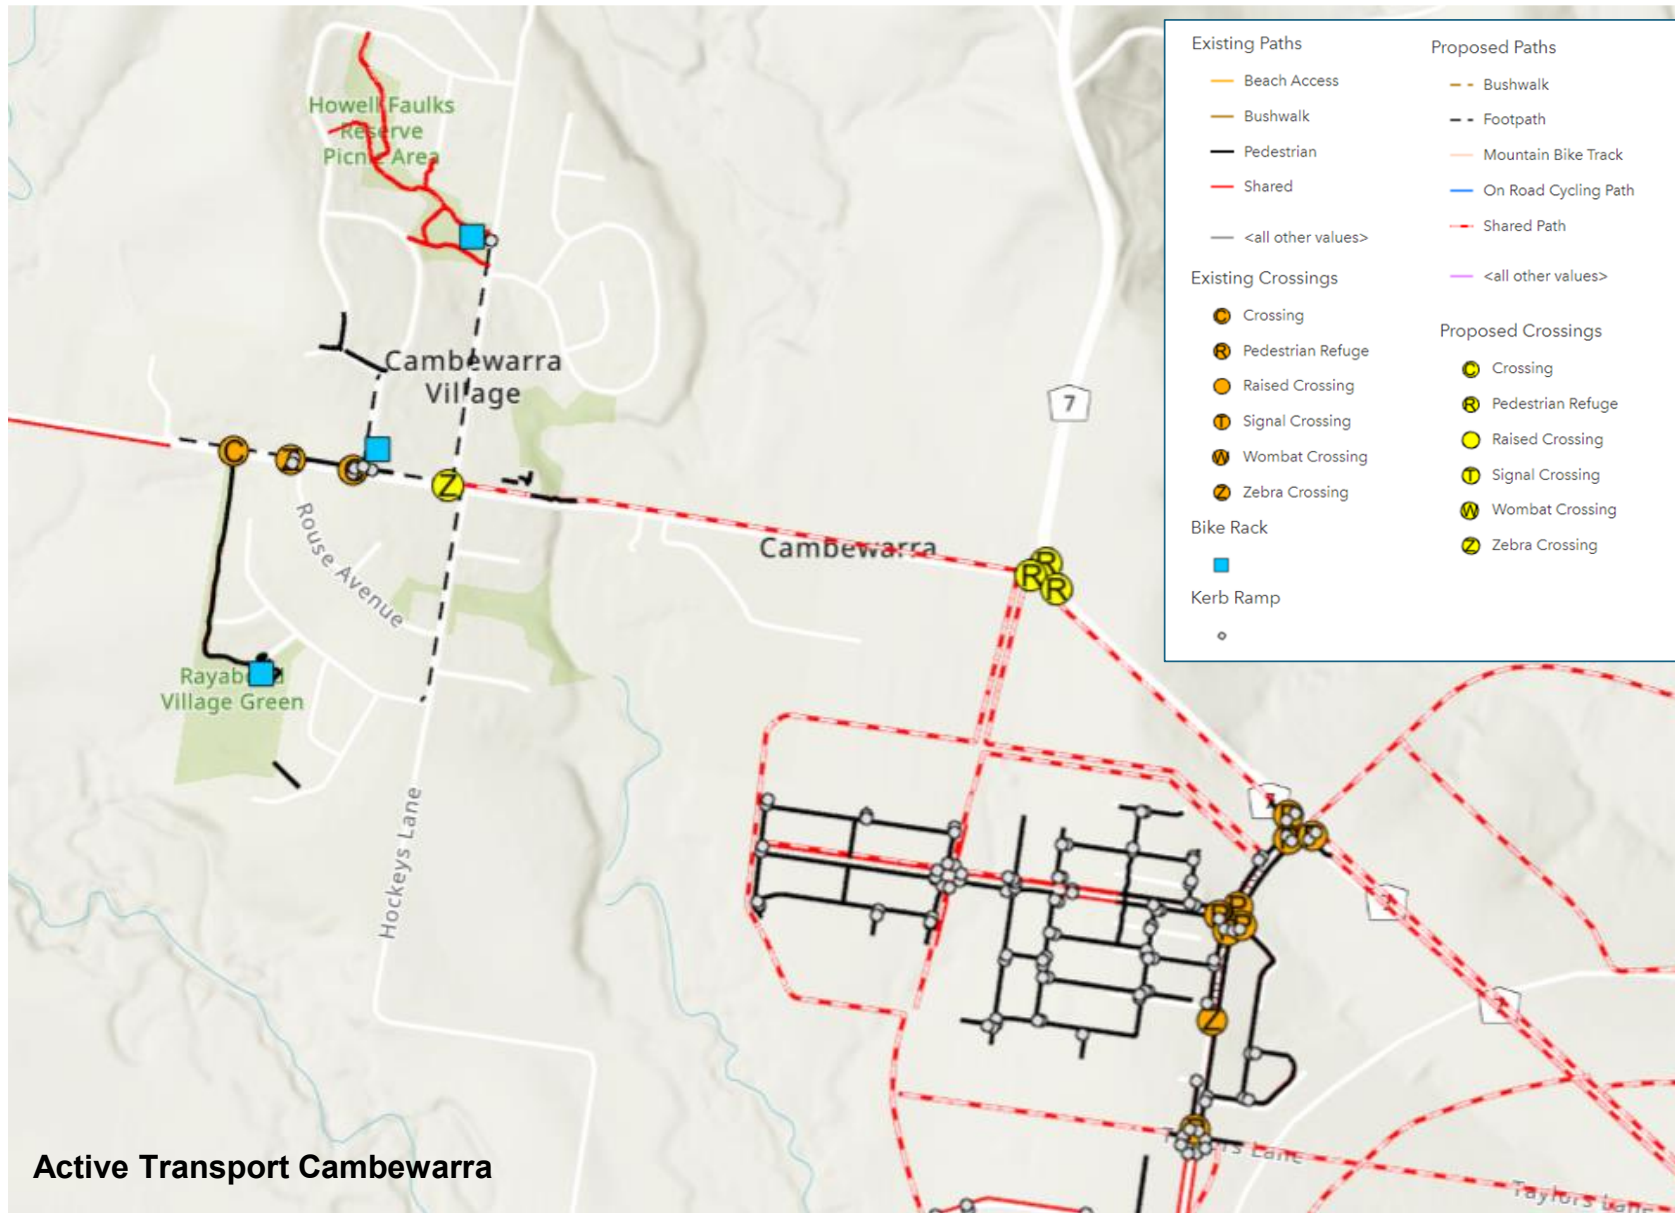 Existing Paths
Beach Access
Bushwalk
Pedestrian
Shared
<all other values>
Existing Crossings
C Crossing
R Pedestrian Refuge
Raised Crossing
T Signal Crossing
W Wombat Crossing
Z Zebra Crossing
Bike Rack
Kerb Ramp
Proposed Paths
Bushwalk
Footpath
Mountain Bike Track
On Road Cycling Path
Shared Path
<all other values>
Proposed Crossings
C Crossing
R Pedestrian Refuge
Raised Crossing
T Signal Crossing
W Wombat Crossing
Z Zebra Crossing
Howell Faulks
Reserve
Picnic Area
Cambewarra
Village
7
C
Z
C
Z
Rouse Avenue
Cambewarra
R
R
R
Village Green
Hockeys Lane
R
Z
Lane
Taylors Lane
Active Transport Cambewarra